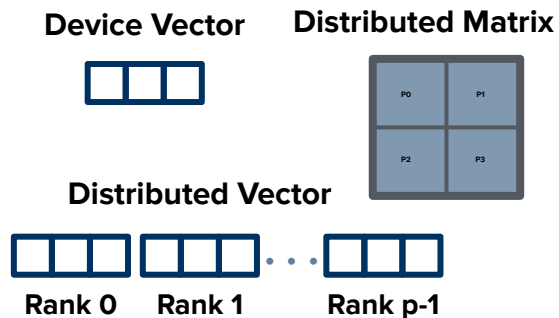 Device Vector
Distributed Matrix
P0 P1
P2 P3
Distributed Vector
Rank 0 Rank 1 Rank p-1